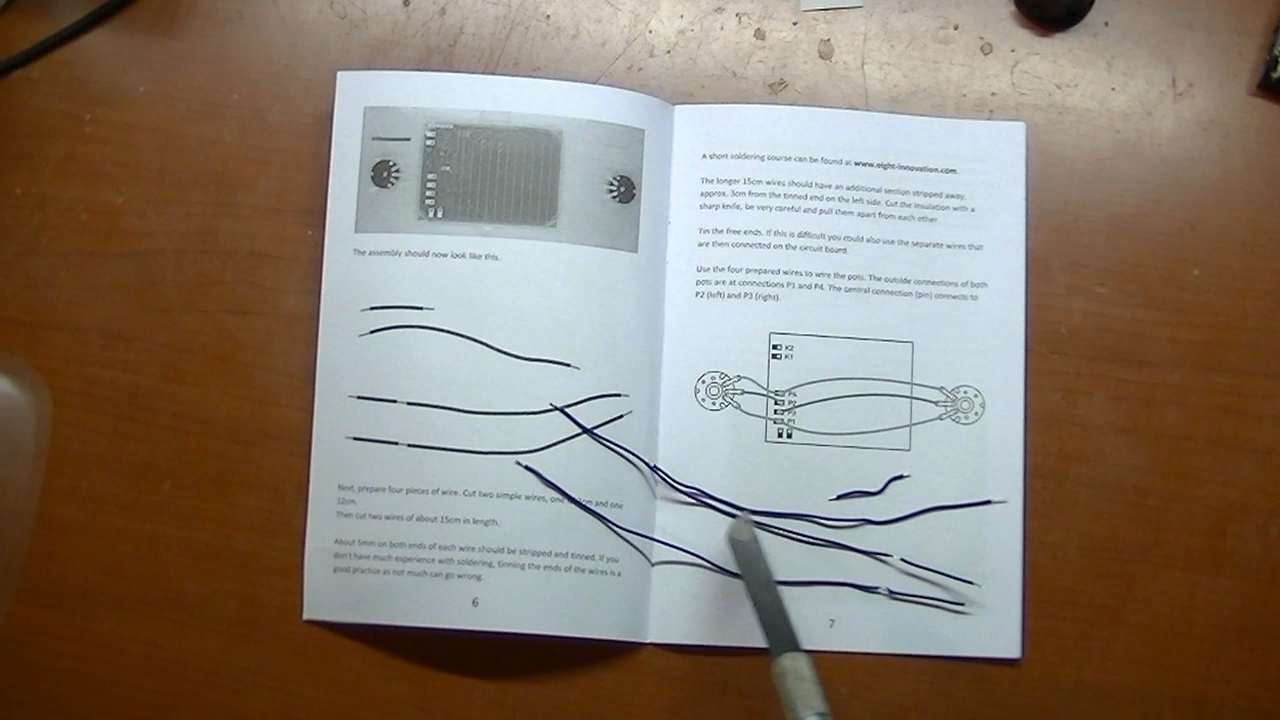 The assembly should now look like this.
Next, prepare four pieces of wire. Cut two simple wires, one and one
12cm.
Then cut two wires of about 15cm in length.
About 5mm on both ends of each wire should be stripped and tinned. If you
don't have much experience with soldering, tinning the ends of the wires is a
good practice as not much can go wrong.
6
A short soldering course can be found at www.eight-innovation.com.
The longer 15cm wires should have an additional section stripped away,
approx. 3cm from the tinned end on the left side. Cut the insulation with a
sharp knife, be very careful and pull them apart from each other.
Tin the free ends. If this is difficult you could also use the separate wires that
are then connected on the circuit board.
Use the four prepared wires to wire the pots. The outside connections of both
pots are at connections P1 and P4. The central connection (pin) connects to
P2 (left) and P3 (right).
K2
K1
P1
7